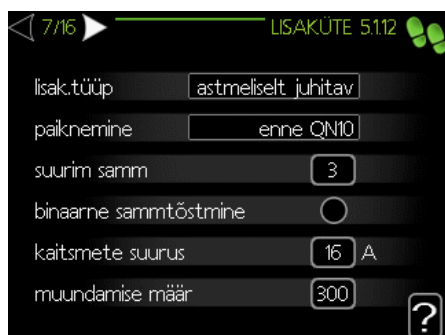 7/16 LISAKÜTE 5.1.12
lisak.tüüp astmeliselt juhitav
paiknemine enne QN10
suurim samm 3
binaarne sammtõstmine
kaitsmete suurus 16 A
muundamise määr 300
?